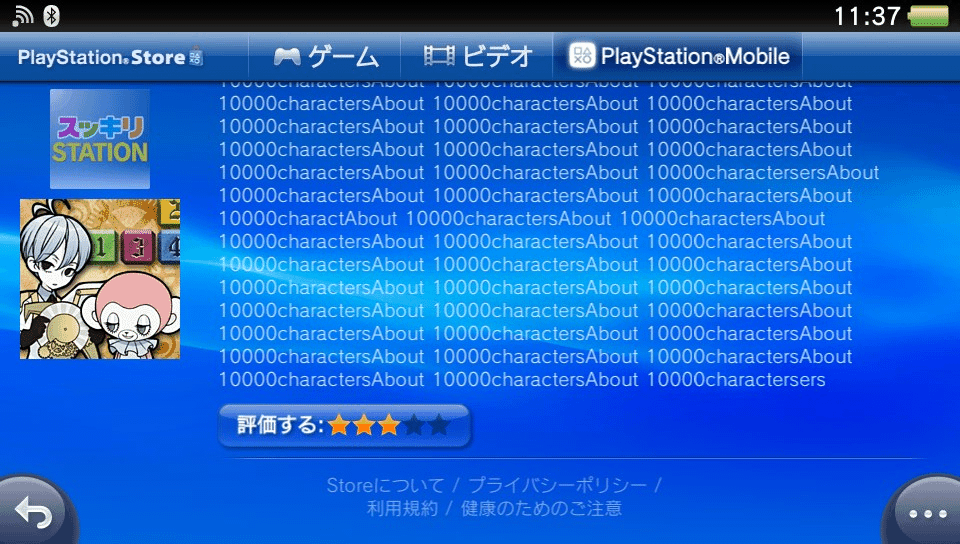 11:37
PlayStation®Store ゲーム ビデオ PlayStation®Mobile
10000charactersAbout 10000charactersAbout 10000charactersAbout
10000charactersAbout 10000charactersAbout 10000charactersAbout
10000charactersAbout 10000charactersAbout 10000charactersAbout
10000charactersAbout 10000charactersAbout 10000charactersAbout
10000charactersAbout 10000charactersAbout 10000charactersersAbout
10000charactersAbout 10000charactersAbout 10000charactersAbout
10000charactAbout 10000charactersAbout 10000charactersAbout
10000charactersAbout 10000charactersAbout 10000charactersAbout
10000charactersAbout 10000charactersAbout 10000charactersAbout
10000charactersAbout 10000charactersAbout 10000charactersAbout
10000charactersAbout 10000charactersAbout 10000charactersAbout
10000charactersAbout 10000charactersAbout 10000charactersAbout
10000charactersAbout 10000charactersAbout 10000charactersAbout
10000charactersAbout 10000charactersAbout 10000charactersers
スッキリ
STATION
2
1 3 4
評価する:
Storeについて / プライバシーポリシー /
利用規約 / 健康のためのご注意